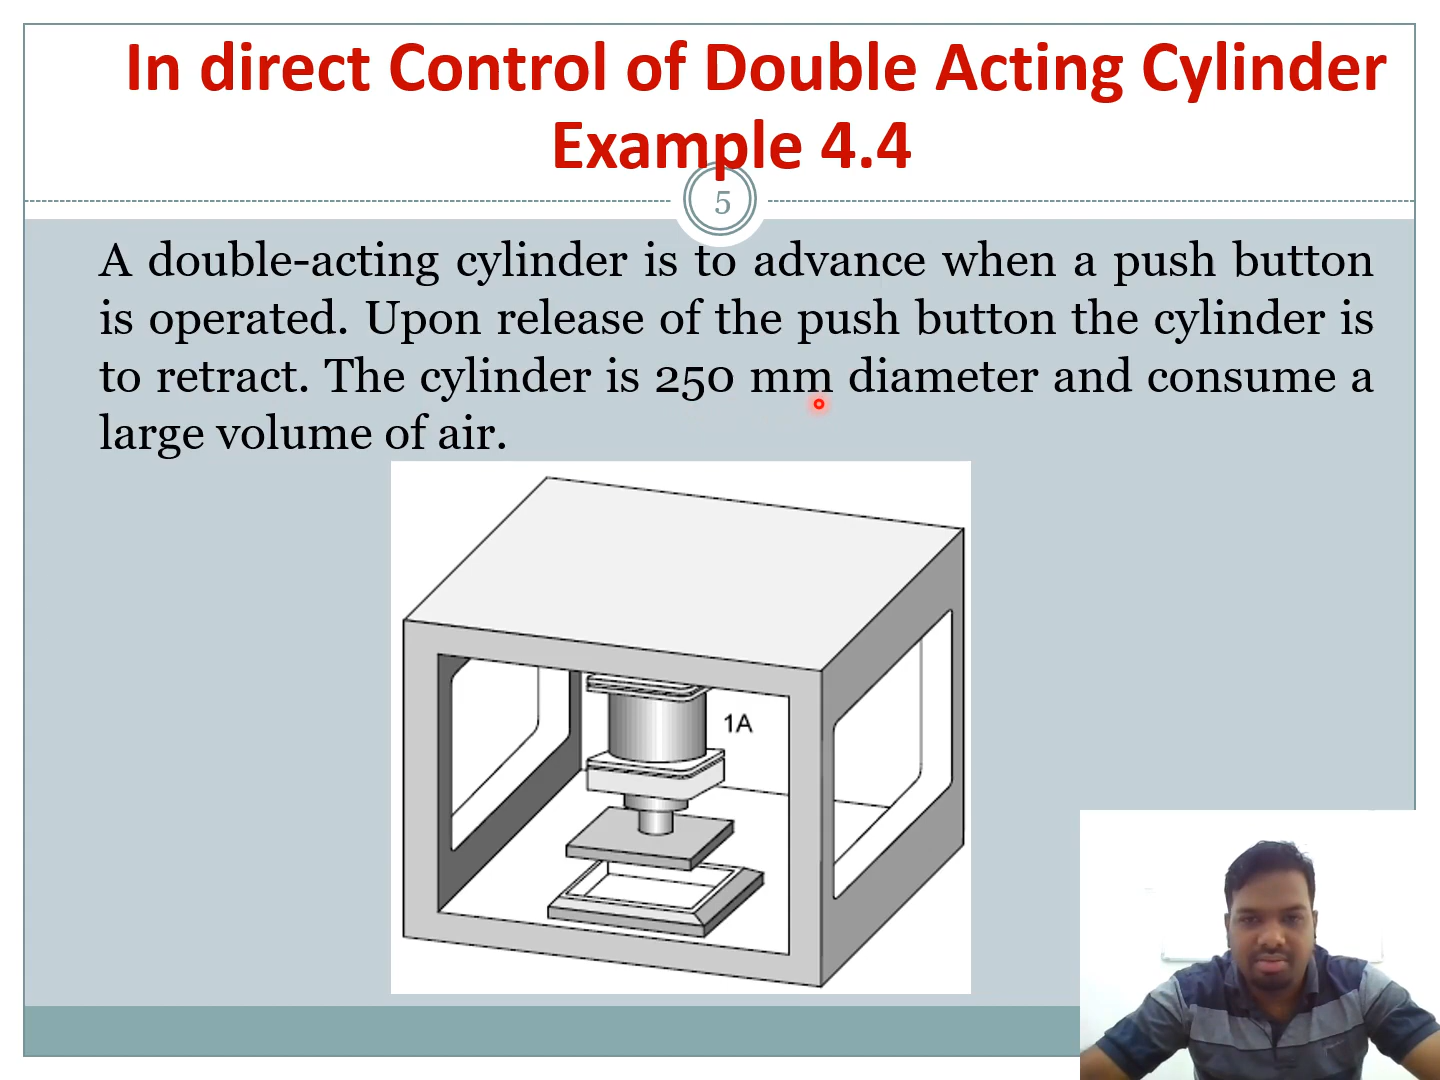 In direct Control of Double Acting Cylinder
Example 4.4
5
A double-acting cylinder is to advance when a push button
is operated. Upon release of the push button the cylinder is
to retract. The cylinder is 250 mm diameter and consume a
large volume of air.
1A